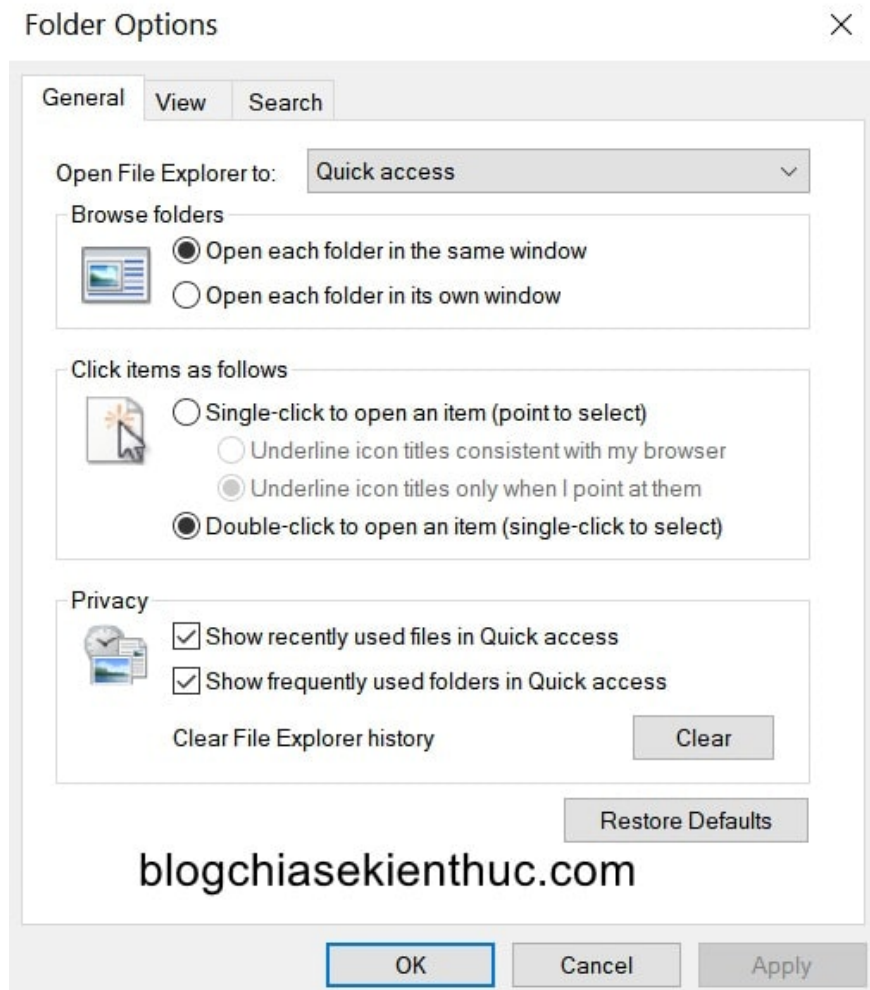 Folder Options
General
View
Search
Open File Explorer to:
Quick access
Browse folders
Open each folder in the same window
Open each folder in its own window
Click items as follows
Single-click to open an item (point to select)
Underline icon titles consistent with my browser
Underline icon titles only when I point at them
Double-click to open an item (single-click to select)
Privacy
Show recently used files in Quick access
Show frequently used folders in Quick access
Clear File Explorer history
Clear
Restore Defaults
blogchiasekienthuc.com
OK
Cancel
Apply